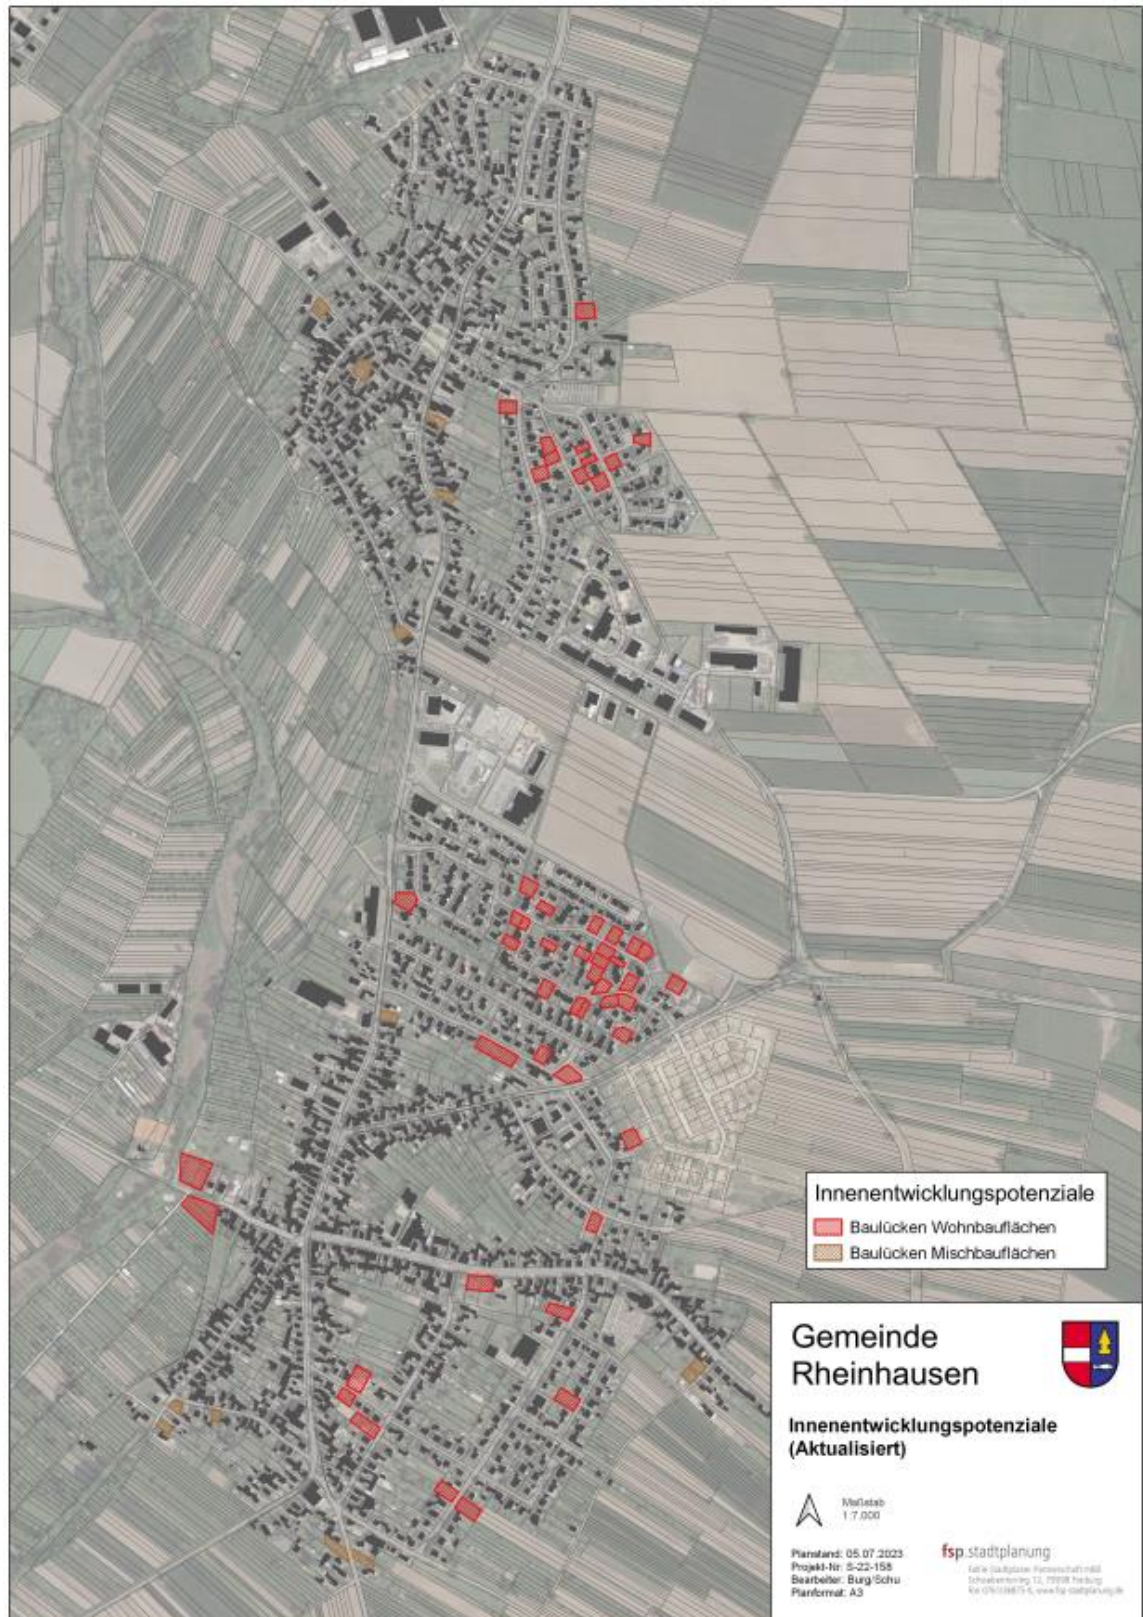 Innenentwicklungspotenziale
Baulücken Wohnbauflächen
Baulücken Mischbauflächen
Gemeinde
Rheinhausen
Innenentwicklungspotenziale
(Aktualisiert)
Maßstab
1:7.000
Planstand: 05.07.2023
Projekt-Nr: S-22-158
Bearbeiter: Burg/Schu
Planformat: A3
fsp.stadtplanung